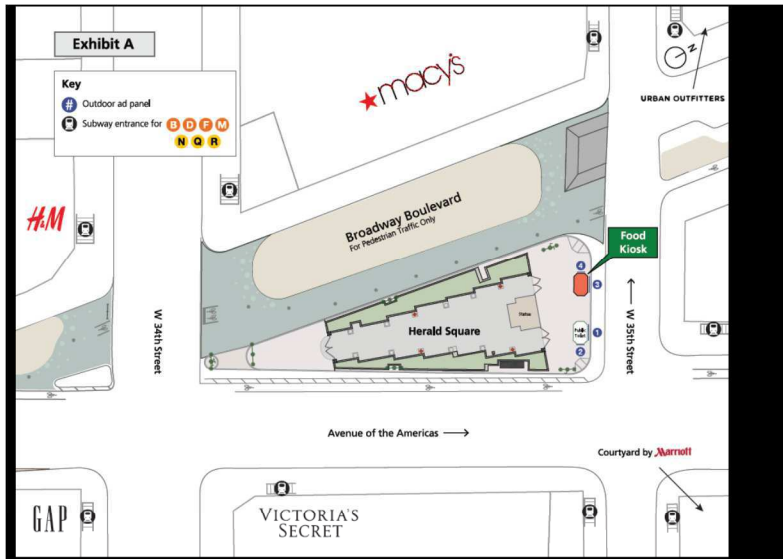 Exhibit A
Key
# Outdoor ad panel
Subway entrance for B D F M
N Q R
macy's
N
URBAN OUTFITTERS
H&M
Broadway Boulevard
For Pedestrian Traffic Only
Food
Kiosk
4
3
W 34th Street
Herald Square
Statue
Public
Toilet
1
2
W 35th Street
Avenue of the Americas
Courtyard by Marriott
GAP
VICTORIA'S
SECRET